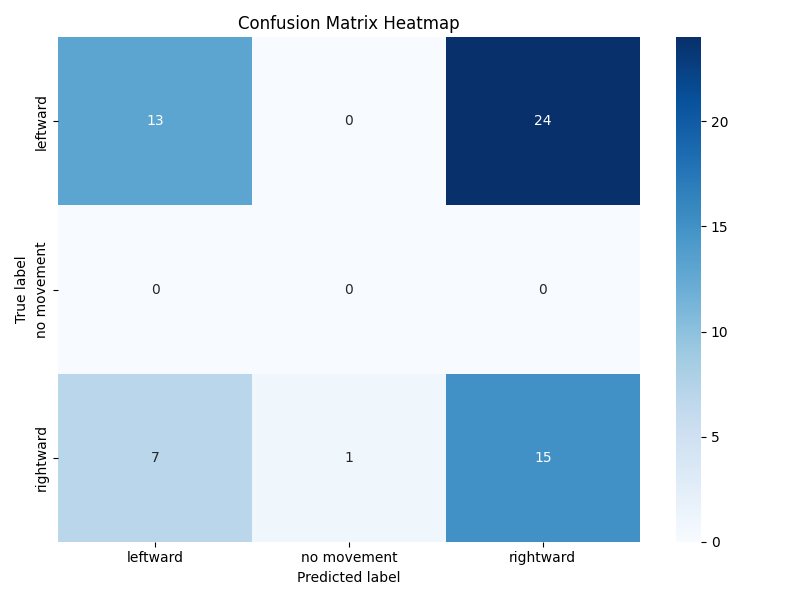 Confusion Matrix Heatmap
True label
leftward
no movement
rightward
13 0 24
0 0 0
7 1 15
leftward no movement rightward
Predicted label
20
15
10
5
0